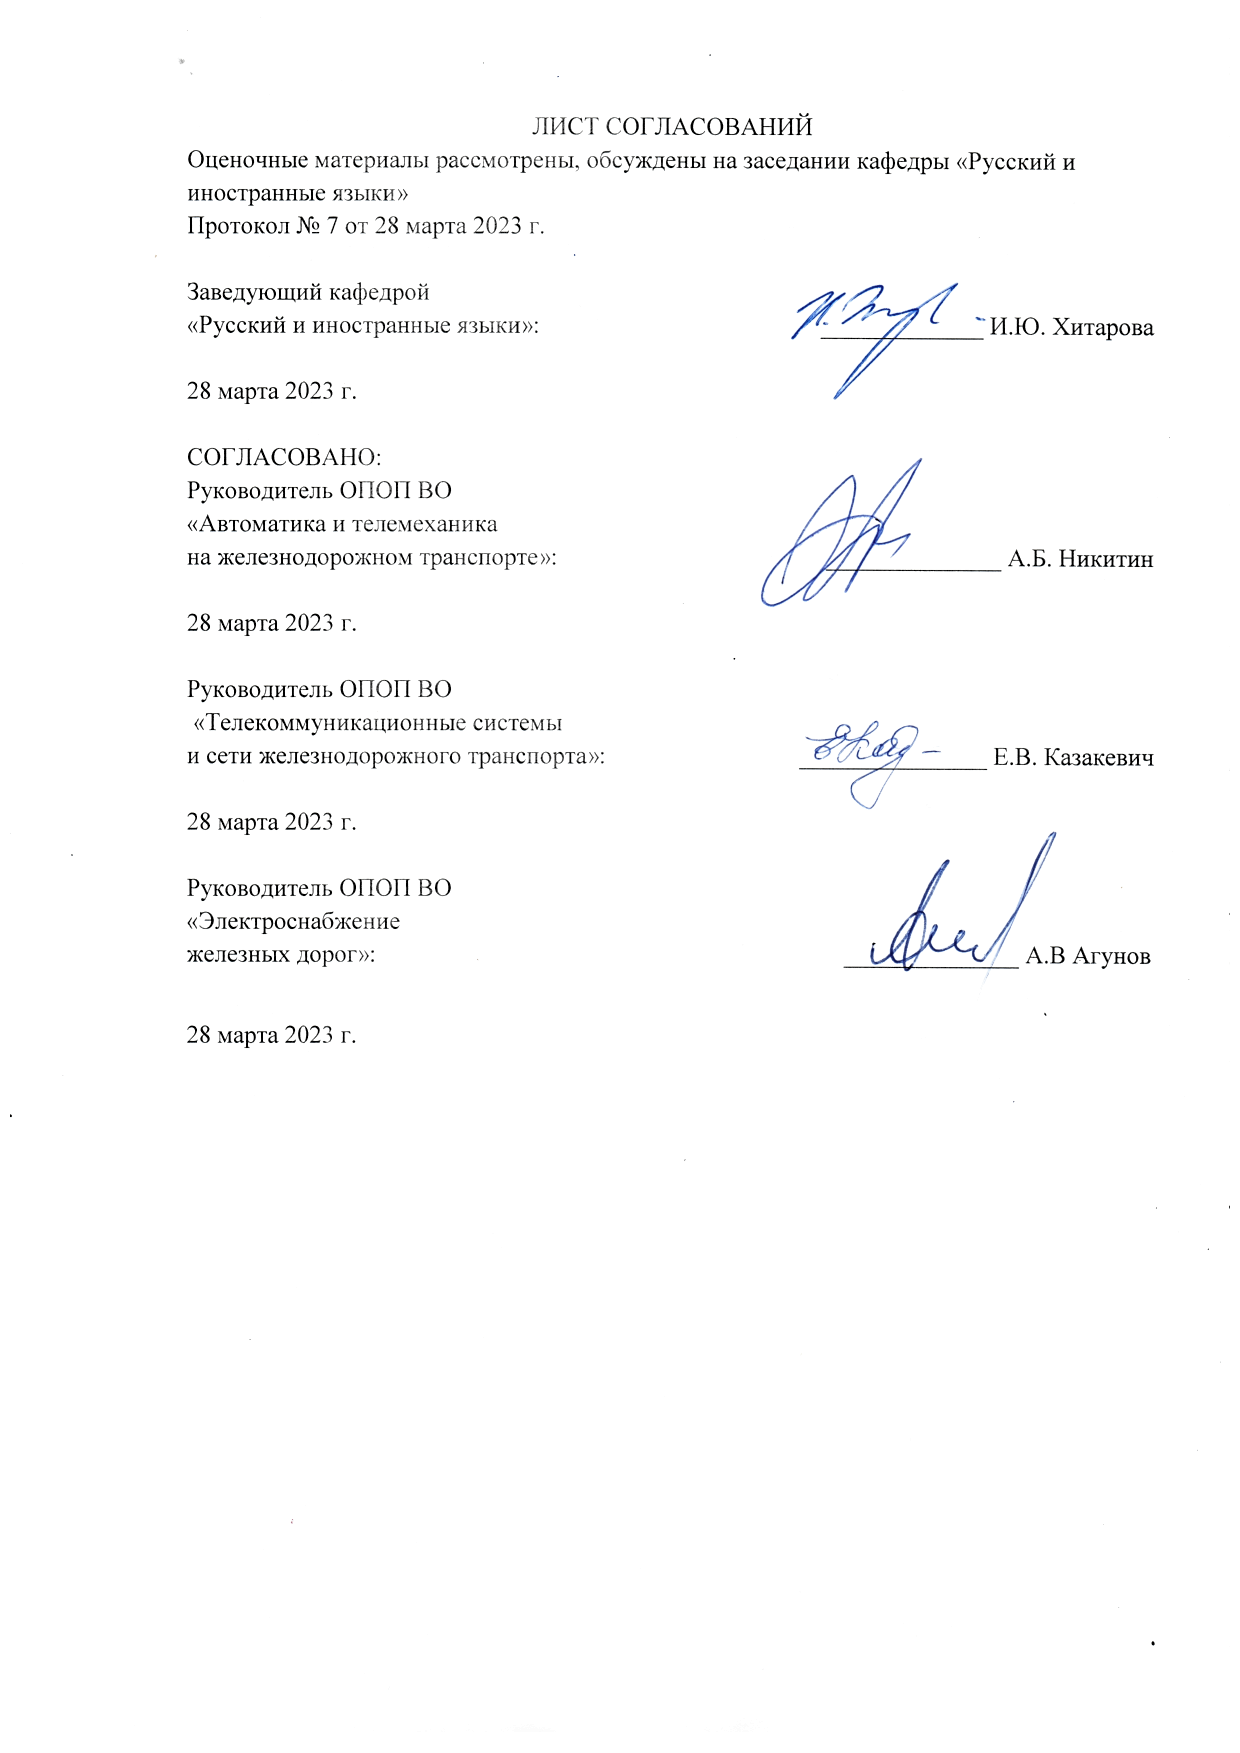 ЛИСТ СОГЛАСОВАНИЙ
Оценочные материалы рассмотрены, обсуждены на заседании кафедры «Русский и
иностранные языки»
Протокол № 7 от 28 марта 2023 г.
Заведующий кафедрой
«Русский и иностранные языки»: И.Ю. Хитарова
28 марта 2023 г.
СОГЛАСОВАНО:
Руководитель ОПОП ВО
«Автоматика и телемеханика
на железнодорожном транспорте»: А.Б. Никитин
28 марта 2023 г.
Руководитель ОПОП ВО
«Телекоммуникационные системы
и сети железнодорожного транспорта»: Е.В. Казакевич
28 марта 2023 г.
Руководитель ОПОП ВО
«Электроснабжение
железных дорог»: А.В Агунов
28 марта 2023 г.